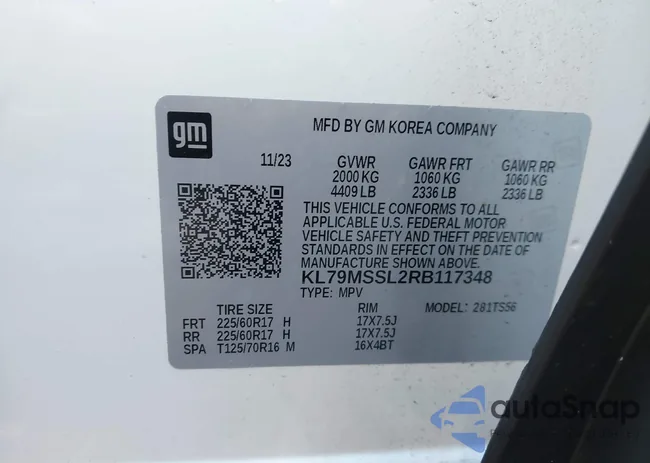 gm
MFD BY GM KOREA COMPANY
11/23 GVWR GAWR FRT GAWR RR
2000 KG 1060 KG 1060 KG
4409 LB 2336 LB 2336 LB
THIS VEHICLE CONFORMS TO ALL
APPLICABLE U.S. FEDERAL MOTOR
VEHICLE SAFETY AND THEFT PREVENTION
STANDARDS IN EFFECT ON THE DATE OF
MANUFACTURE SHOWN ABOVE.
KL79MSSL2RB117348
TYPE: MPV MODEL: 281TS56
TIRE SIZE RIM
FRT 225/60R17 H 17X7.5J
RR 225/60R17 H 17X7.5J
SPA T125/70R16 M 16X4BT
autoSnap